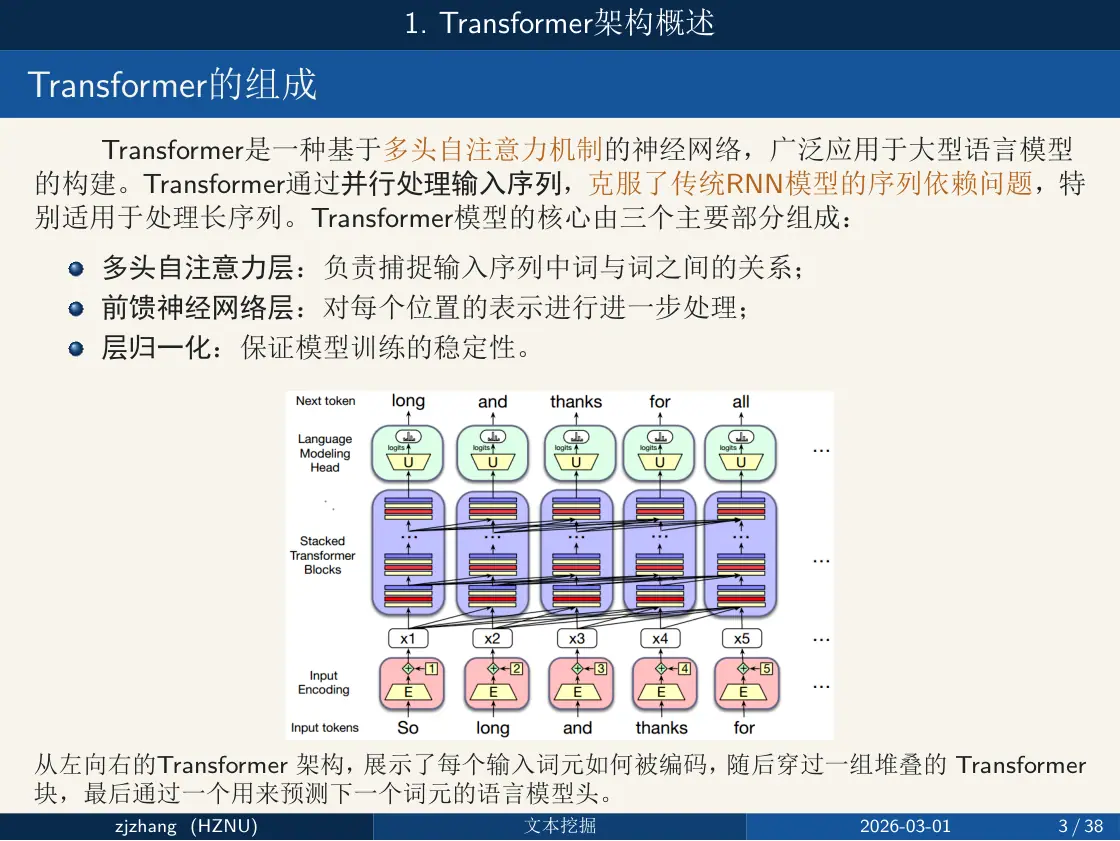 1. Transformer架构概述
Transformer的组成
Transformer是一种基于多头自注意力机制的神经网络，广泛应用于大型语言模型
的构建。Transformer通过并行处理输入序列，克服了传统RNN模型的序列依赖问题，特
别适用于处理长序列。Transformer模型的核心由三个主要部分组成：
多头自注意力层：负责捕捉输入序列中词与词之间的关系；
前馈神经网络层：对每个位置的表示进行进一步处理；
层归一化：保证模型训练的稳定性。
Next token long and thanks for all
Language Modeling Head
logits logits logits logits logits
U U U U U …
Stacked Transformer Blocks
… … … … … …
x1 x2 x3 x4 x5 …
Input Encoding
+ 1 + 2 + 3 + 4 + 5
E E E E E …
Input tokens So long and thanks for
从左向右的Transformer 架构，展示了每个输入词元如何被编码，随后穿过一组堆叠的 Transformer
块，最后通过一个用来预测下一个词元的语言模型头。
zjzhang (HZNU) 文本挖掘 2026-03-01 3 / 38